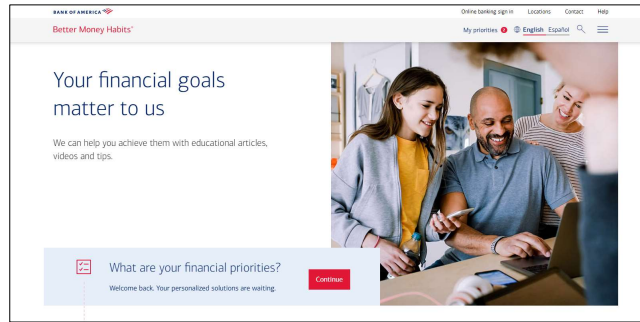 BANK OF AMERICA
Online banking sign in Locations Contact Help
Better Money Habits®
My priorities 2 English Español
Your financial goals
matter to us
We can help you achieve them with educational articles,
videos and tips.
What are your financial priorities?
Welcome back. Your personalized solutions are waiting.
Continue